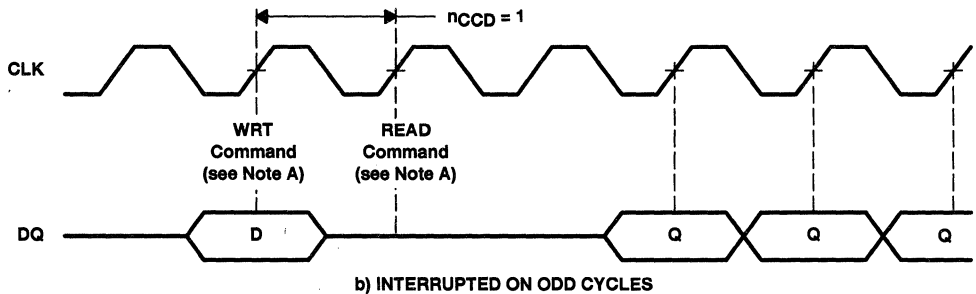 nCCD = 1
CLK
WRT
Command
(see Note A)
READ
Command
(see Note A)
DQ
D
Q
Q
Q
b) INTERRUPTED ON ODD CYCLES